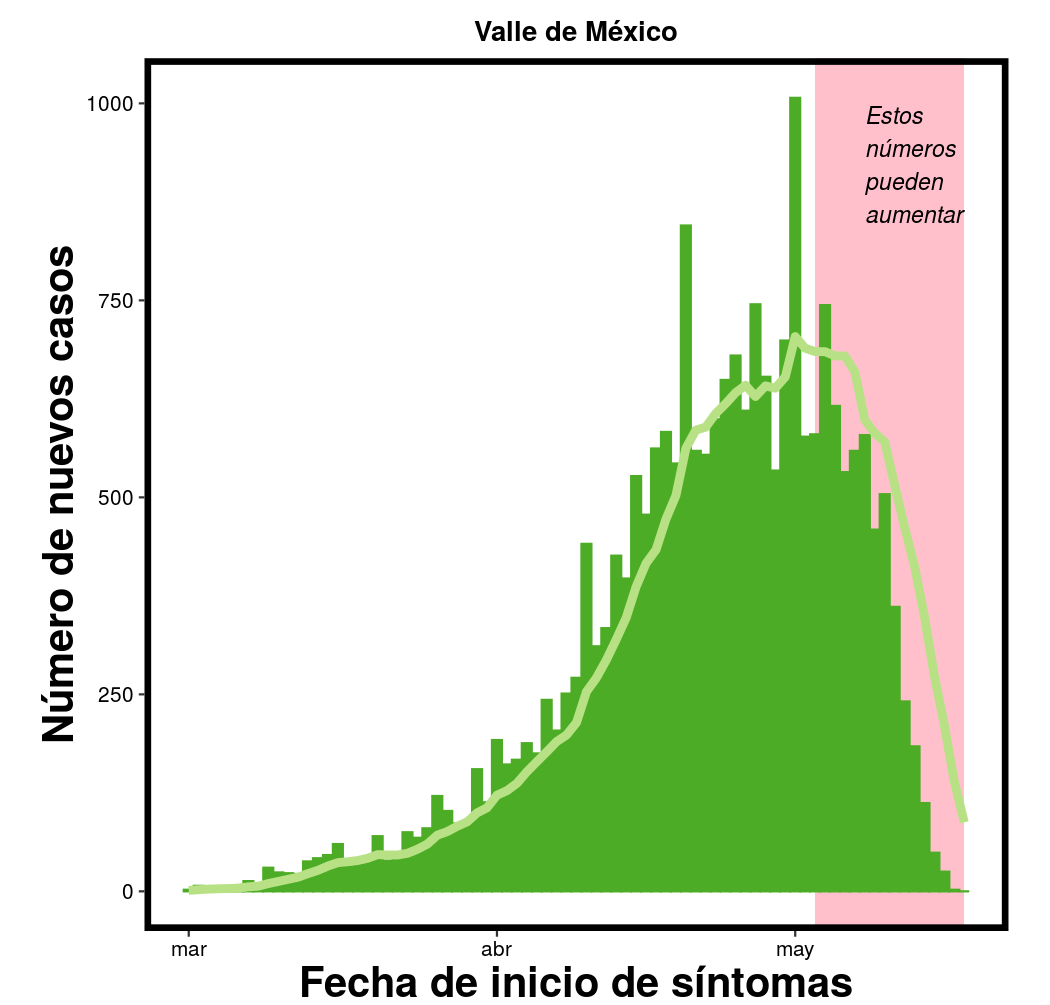 Valle de México
Número de nuevos casos
1000
750
500
250
0
Estos
números
pueden
aumentar
mar
abr
may
Fecha de inicio de síntomas